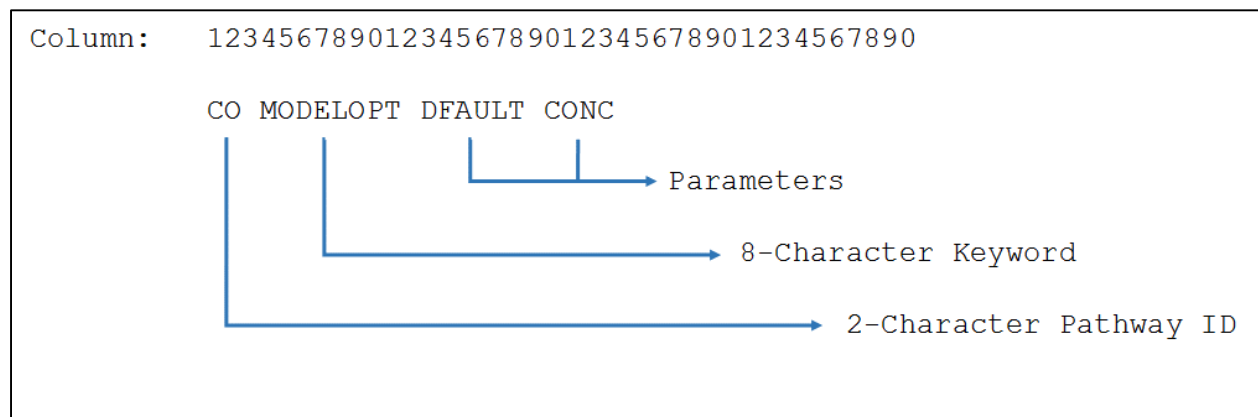 Column: 1234567890123456789012345678901234567890
CO MODELOPT DFAULT CONC
Parameters
8-Character Keyword
2-Character Pathway ID